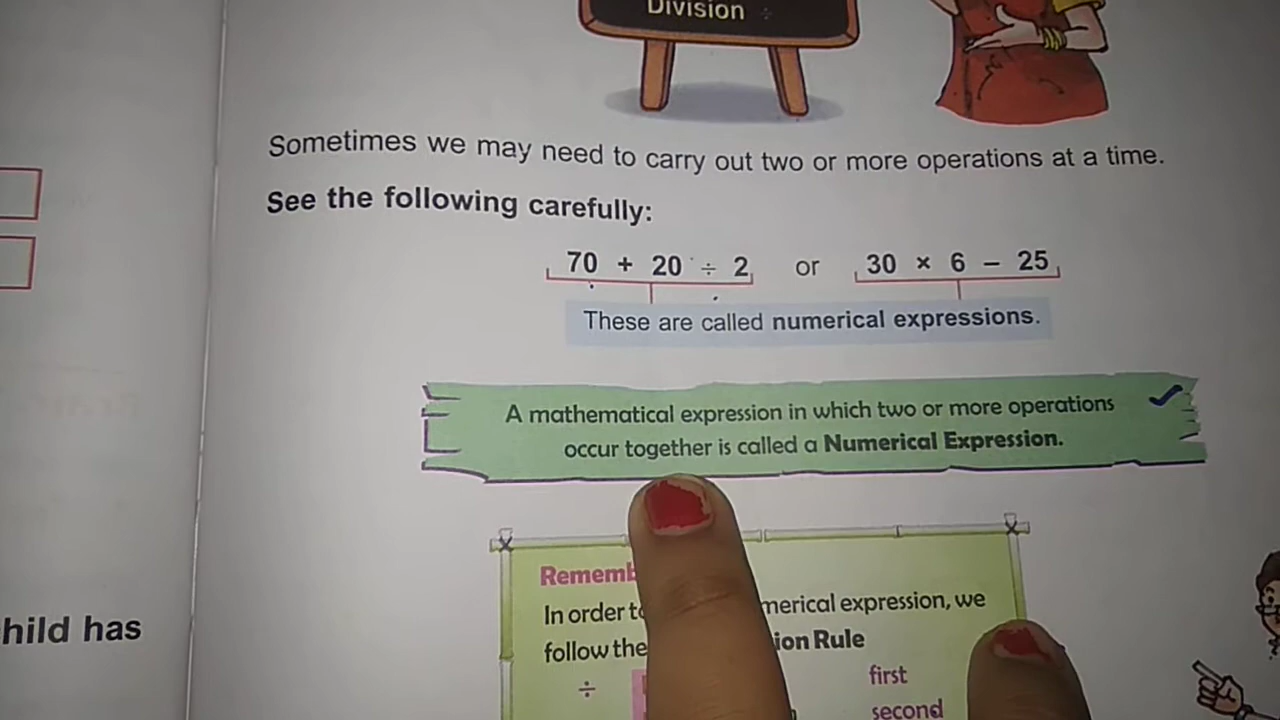 Division ÷
Sometimes we may need to carry out two or more operations at a time.
See the following carefully:
70 + 20 ÷ 2 or 30 × 6 – 25
These are called numerical expressions.
A mathematical expression in which two or more operations
occur together is called a Numerical Expression.
In order merical expression, we
follow the ion Rule
÷ first
second
hild has